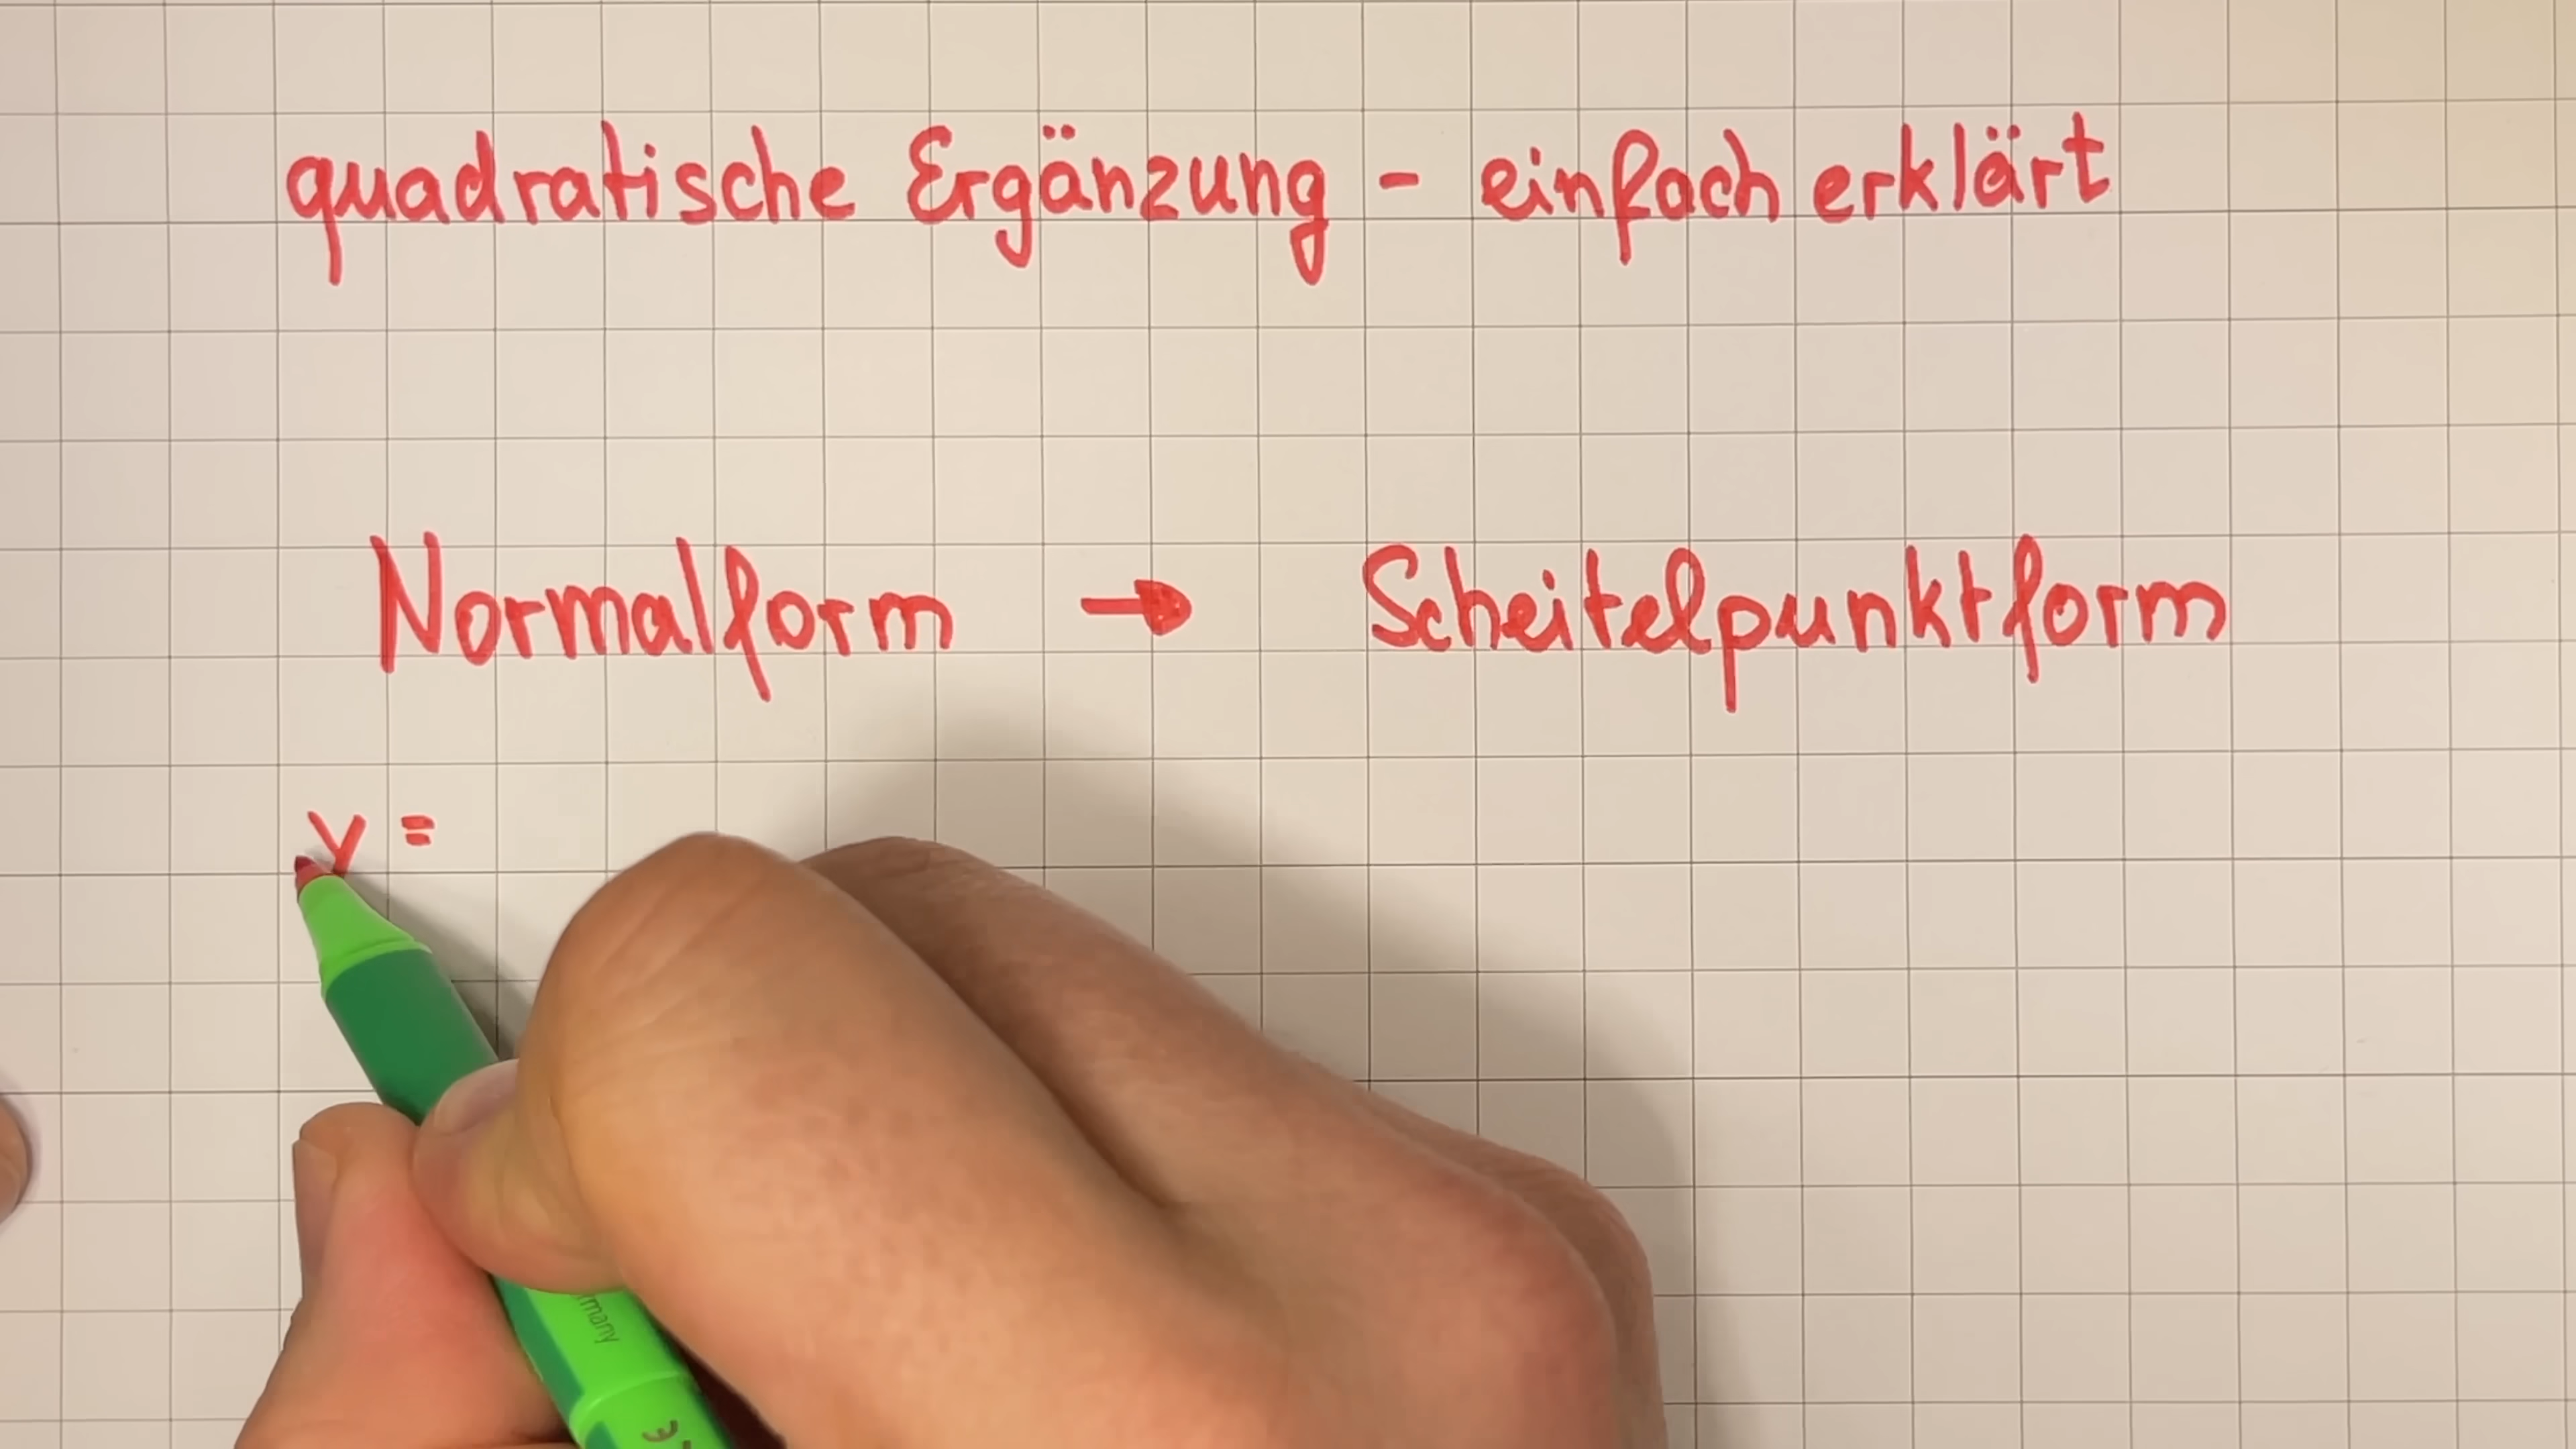 quadratische Ergänzung - einfach erklärt
Normalform → Scheitelpunktform
y =